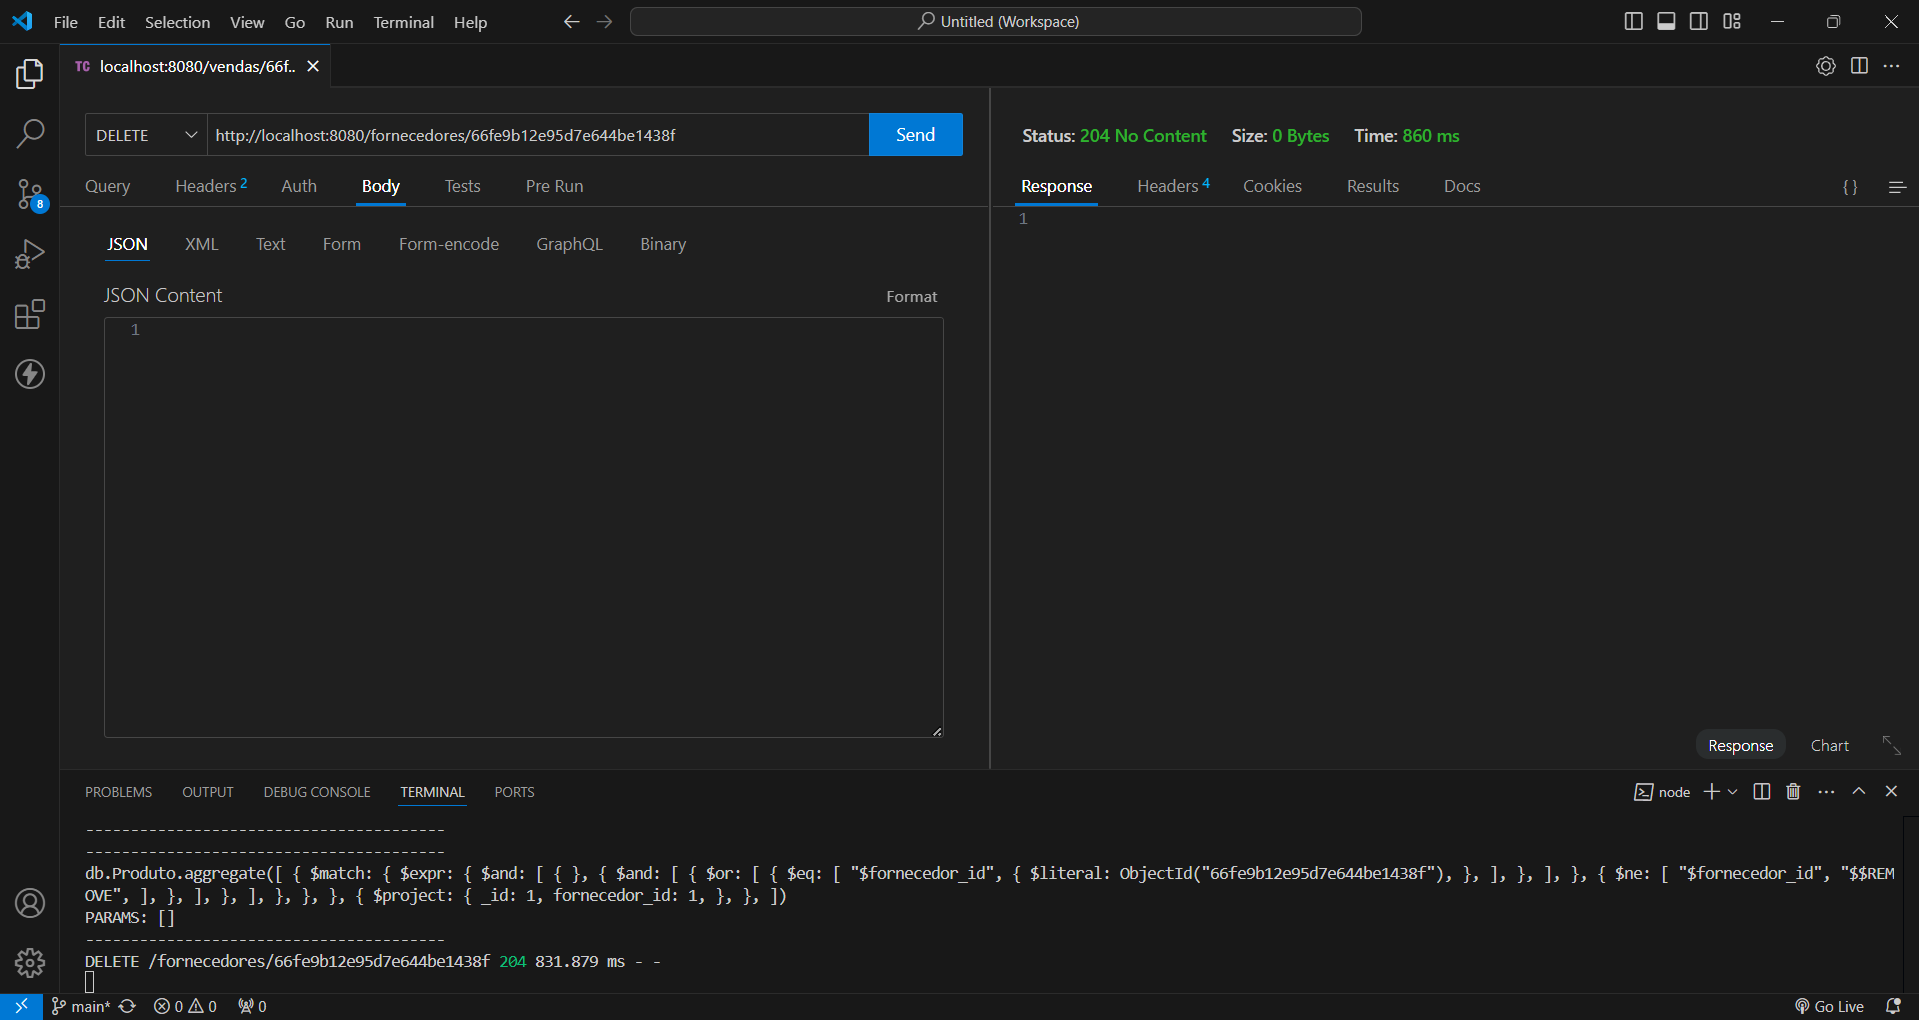 File Edit Selection View Go Run Terminal Help Untitled (Workspace)
TC localhost:8080/vendas/66f..
DELETE http://localhost:8080/fornecedores/66fe9b12e95d7e644be1438f Send
Status: 204 No Content Size: 0 Bytes Time: 860 ms
Query Headers 2 Auth Body Tests Pre Run
Response Headers 4 Cookies Results Docs {}
1
JSON XML Text Form Form-encode GraphQL Binary
JSON Content Format
1
8
Response Chart
PROBLEMS OUTPUT DEBUG CONSOLE TERMINAL PORTS node
----------------------------------------
----------------------------------------
db.Produto.aggregate([ { $match: { $expr: { $and: [ { }, { $and: [ { $or: [ { $eq: [ "$fornecedor_id", { $literal: ObjectId("66fe9b12e95d7e644be1438f"), }, ], }, ], }, { $ne: [ "$fornecedor_id", "$$REM
OVE", ], }, ], }, ], }, }, }, { $project: { _id: 1, fornecedor_id: 1, }, }, ])
PARAMS: []
----------------------------------------
DELETE /fornecedores/66fe9b12e95d7e644be1438f 204 831.879 ms - -
main* 0 0 0 Go Live